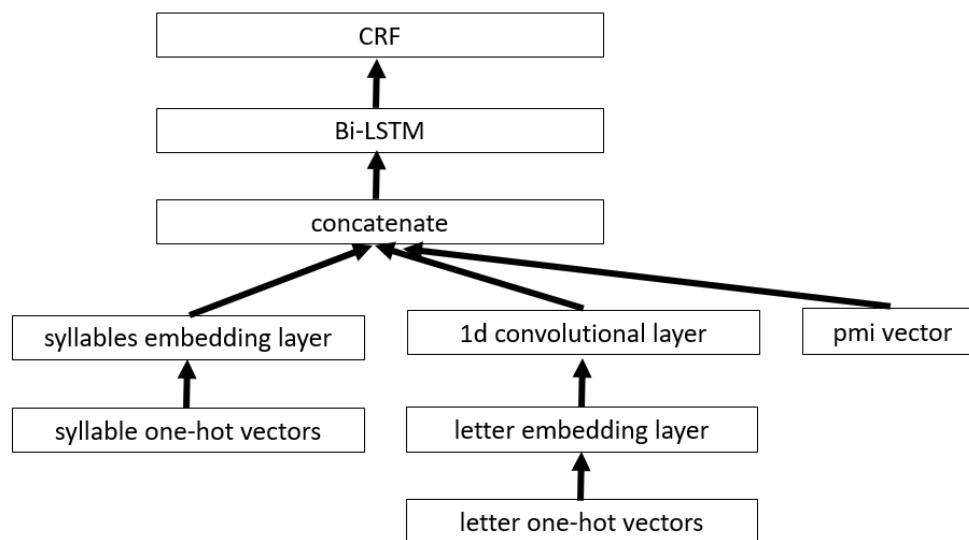 CRF
Bi-LSTM
concatenate
syllables embedding layer
1d convolutional layer
pmi vector
syllable one-hot vectors
letter embedding layer
letter one-hot vectors